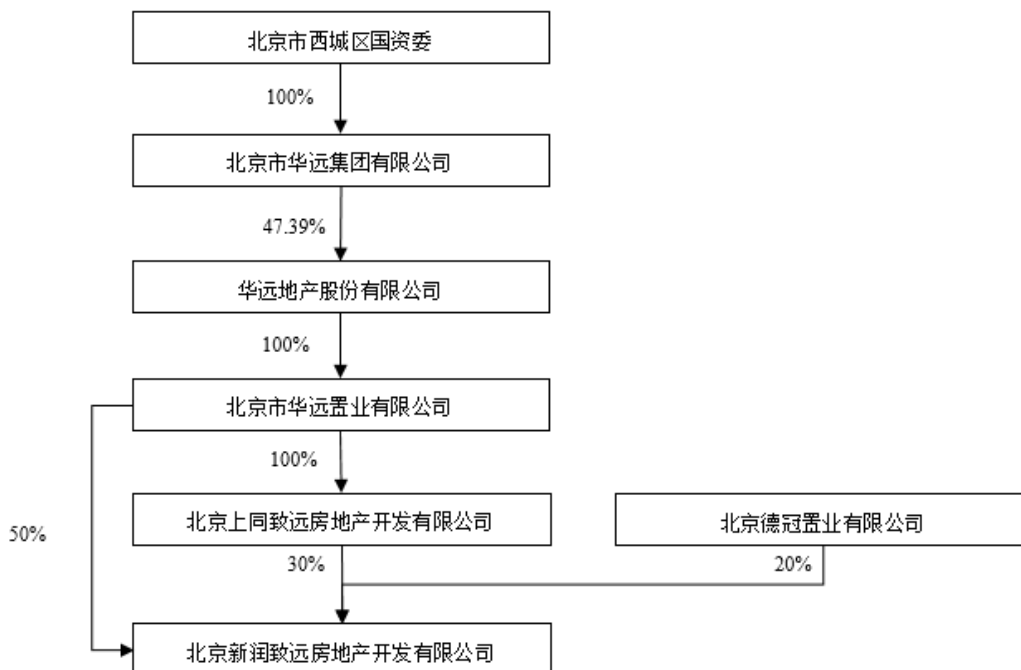 北京市西城区国资委
100%
北京市华远集团有限公司
47.39%
华远地产股份有限公司
100%
北京市华远置业有限公司
100%
50%
北京上同致远房地产开发有限公司
北京德冠置业有限公司
30%
20%
北京新润致远房地产开发有限公司